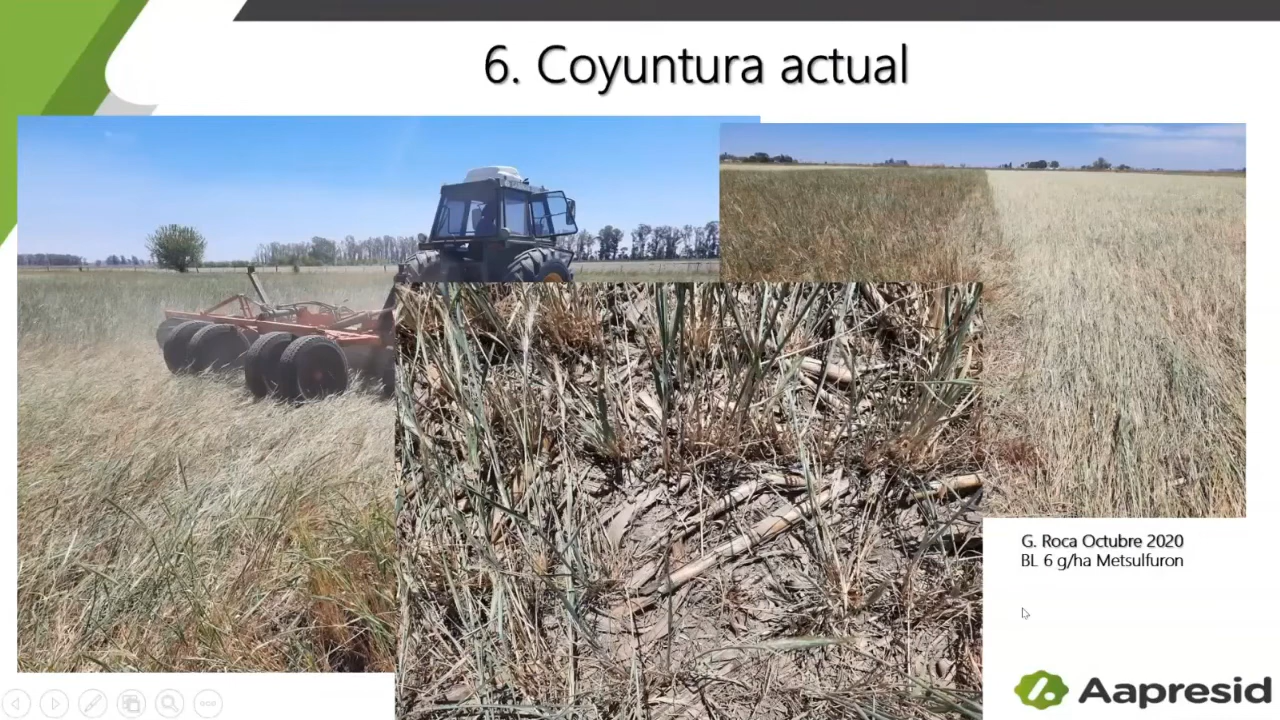 6. Coyuntura actual
G. Roca Octubre 2020
BL 6 g/ha Metsulfuron
Aapresid